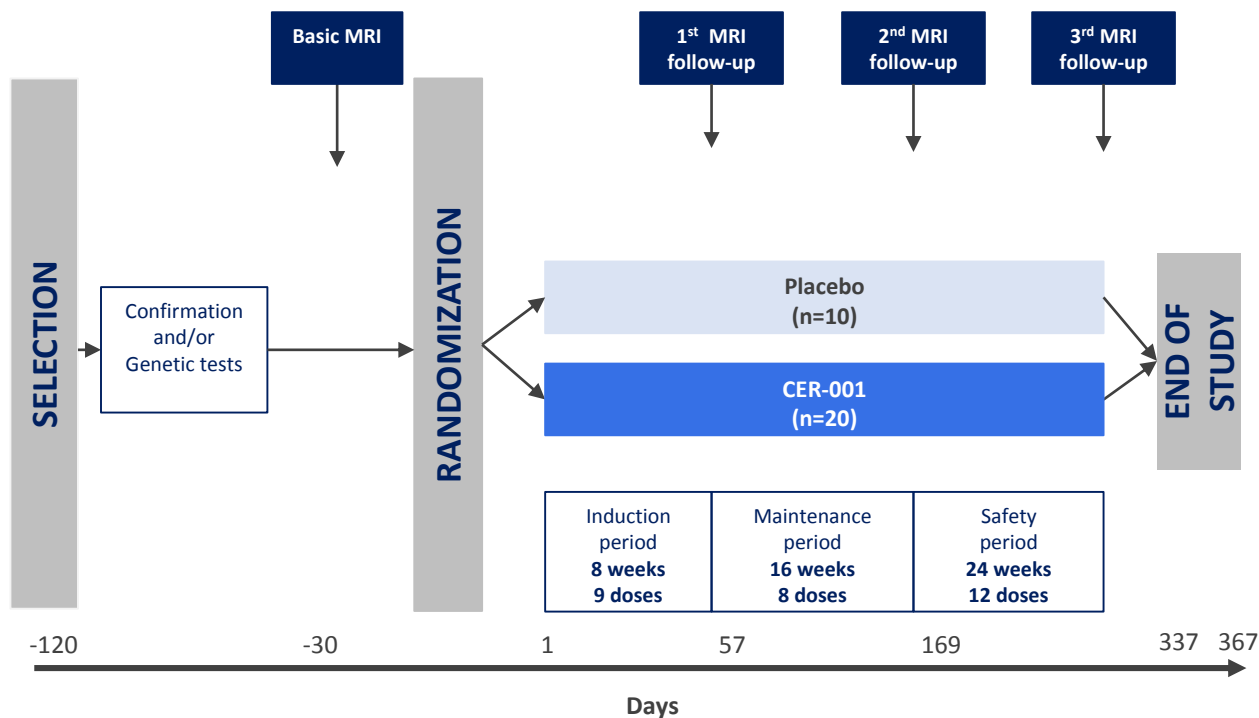 Basic MRI
1st MRI
follow-up
2nd MRI
follow-up
3rd MRI
follow-up
SELECTION
Confirmation
and/or
Genetic tests
RANDOMIZATION
Placebo
(n=10)
CER-001
(n=20)
END OF
STUDY
Induction
period
8 weeks
9 doses
Maintenance
period
16 weeks
8 doses
Safety
period
24 weeks
12 doses
-120
-30
1
57
169
337
367
Days